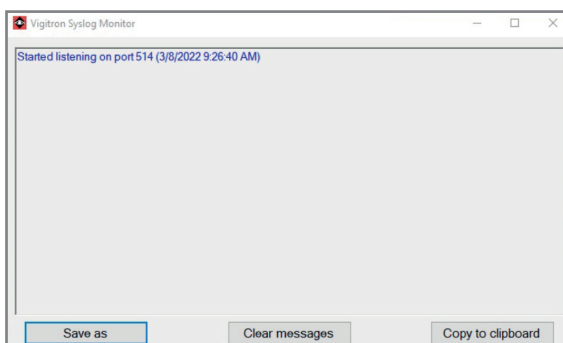 Vigitron Syslog Monitor
Started listening on port 514 (3/8/2022 9:26:40 AM)
Save as
Clear messages
Copy to clipboard